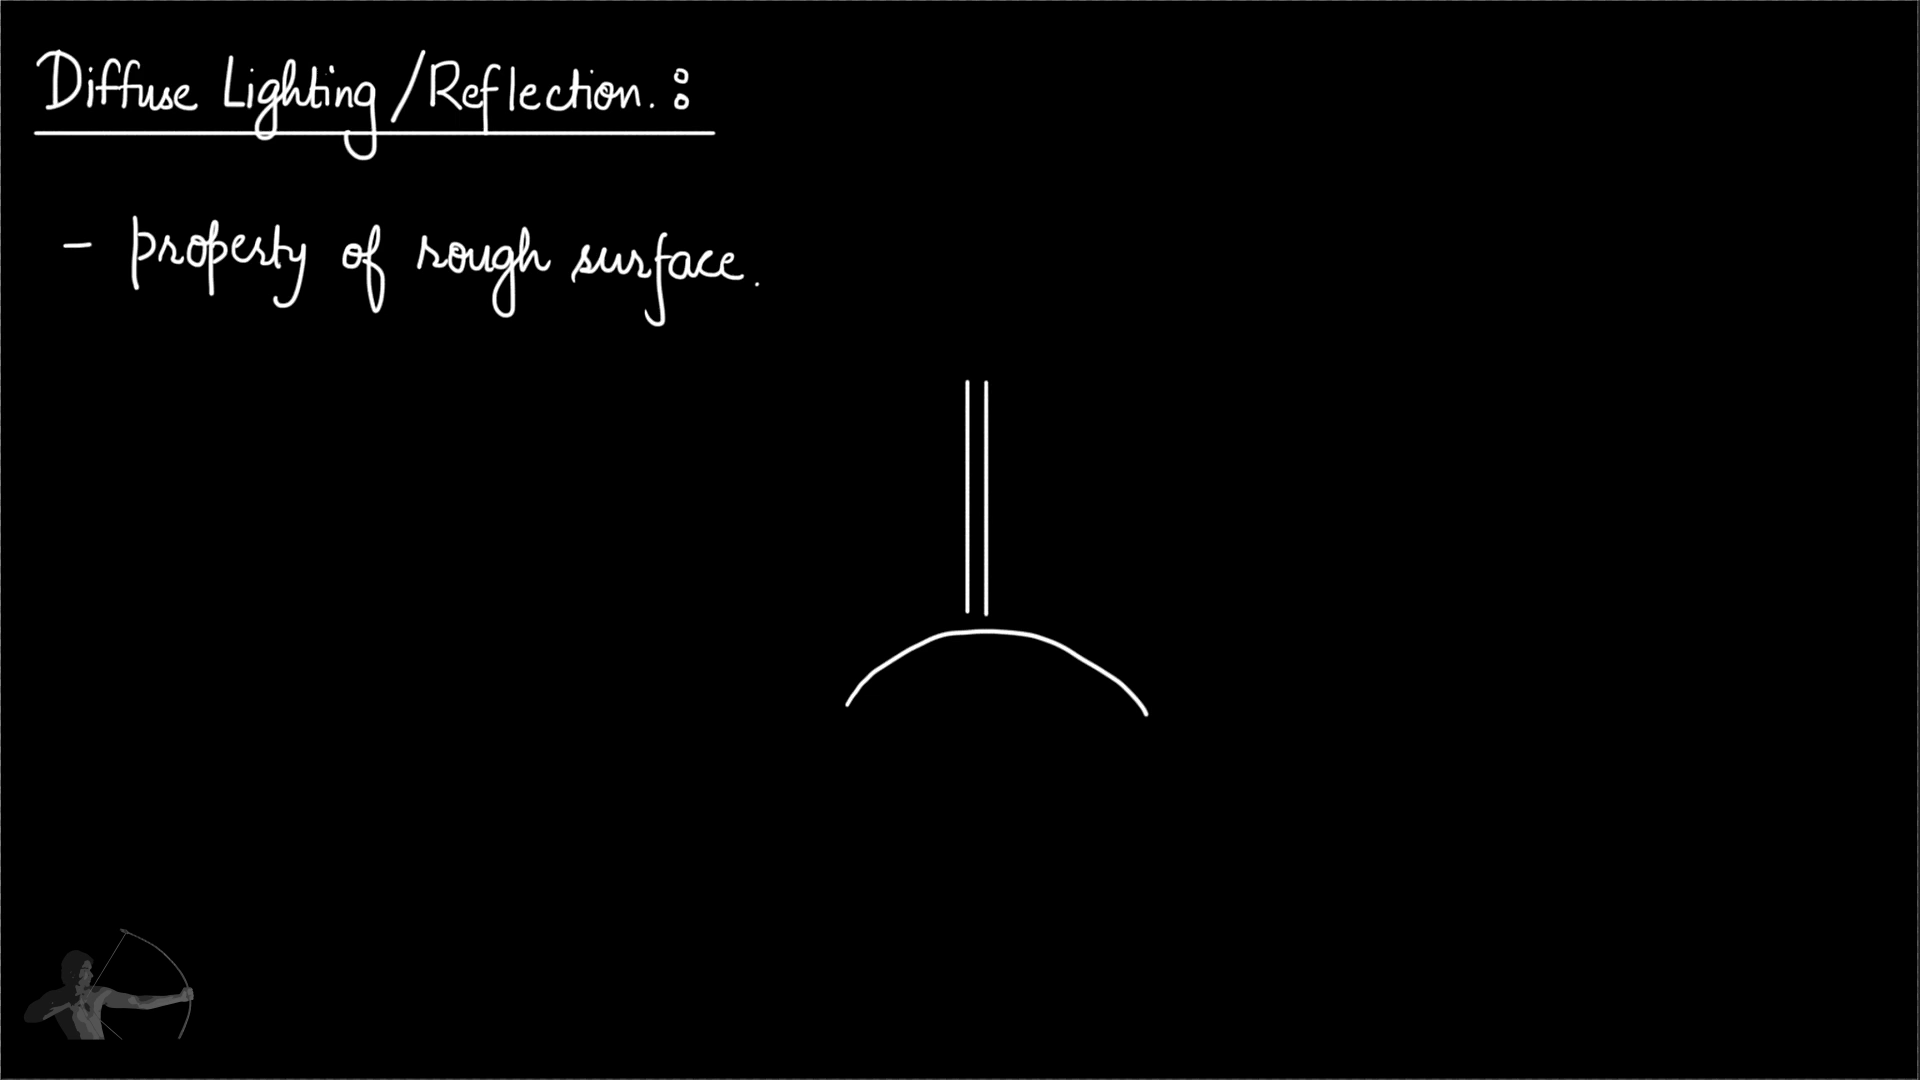 Diffuse Lighting/Reflection. :
- property of rough surface.